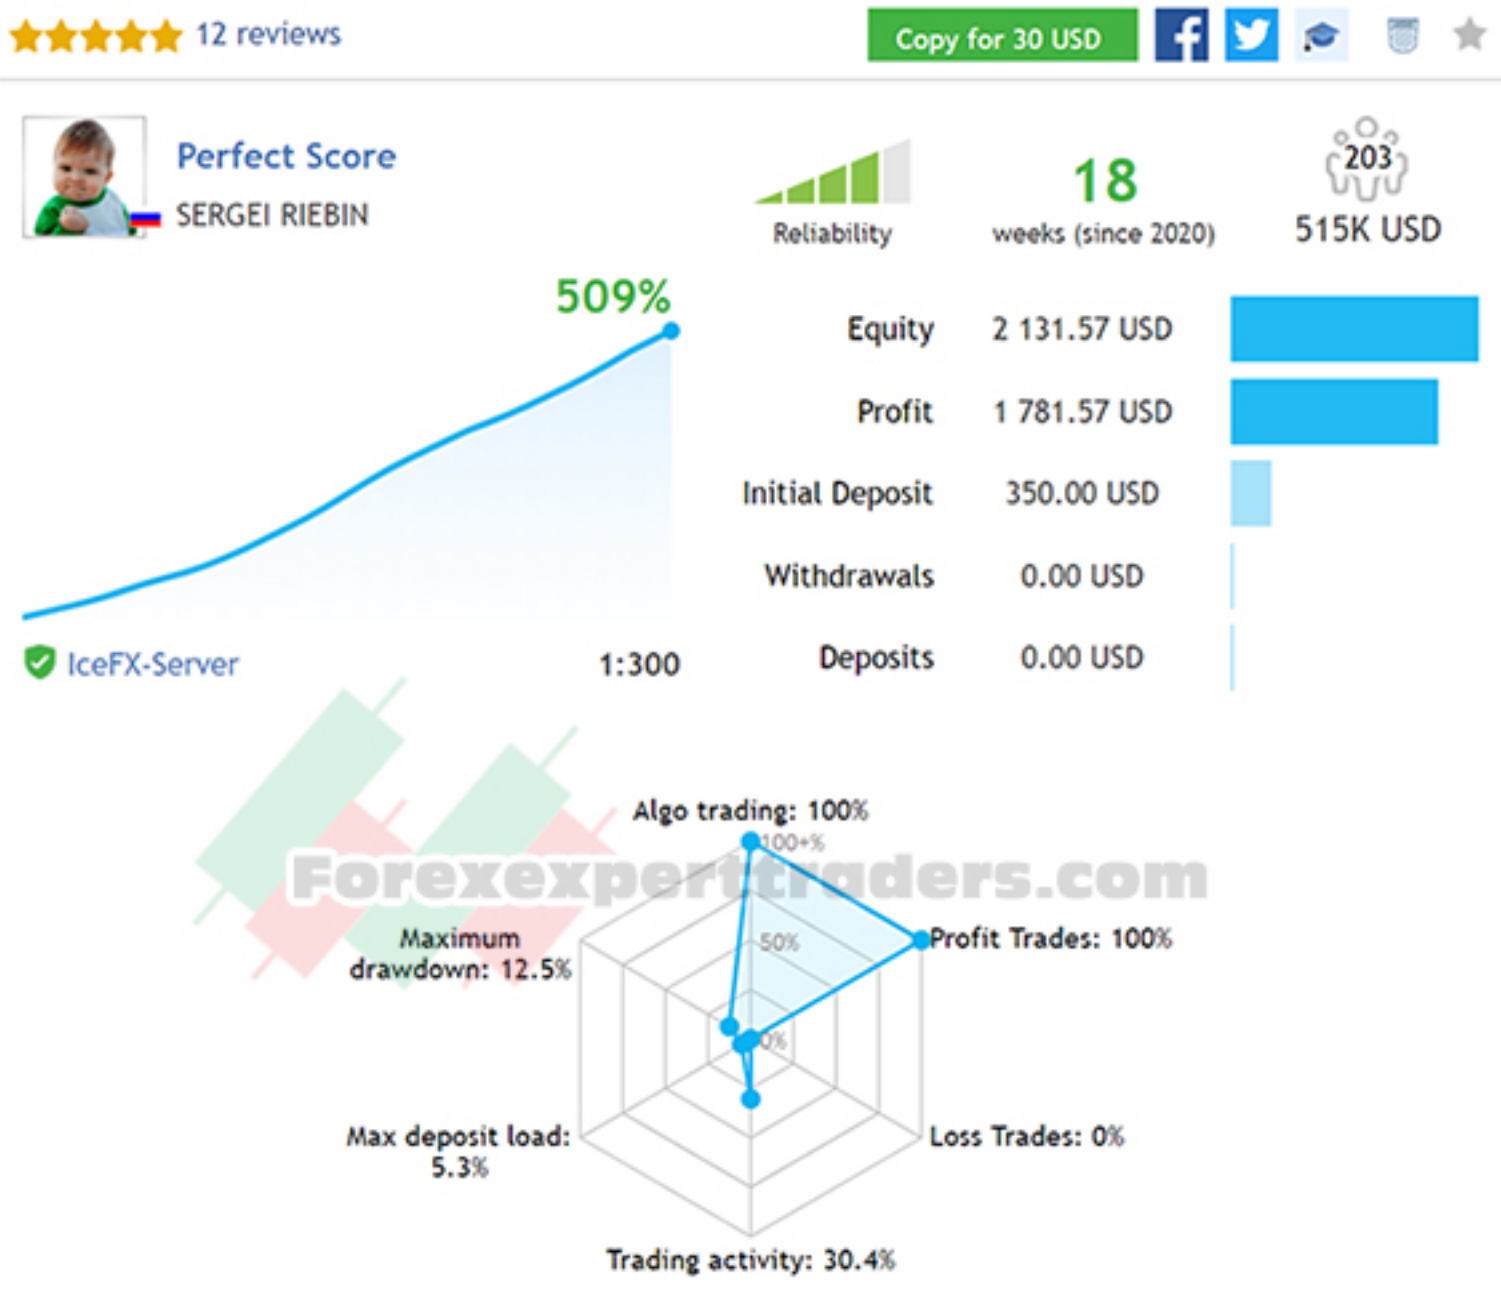 12 reviews
Copy for 30 USD
Perfect Score
SERGEI RIEBIN
Reliability
18
weeks (since 2020)
203
515K USD
509%
Equity 2 131.57 USD
Profit 1 781.57 USD
Initial Deposit 350.00 USD
Withdrawals 0.00 USD
Deposits 0.00 USD
IceFX-Server 1:300
Algo trading: 100%
100+%
Forexexperttraders.com
Maximum
drawdown: 12.5%
50%
Profit Trades: 100%
0%
Max deposit load:
5.3%
Loss Trades: 0%
Trading activity: 30.4%